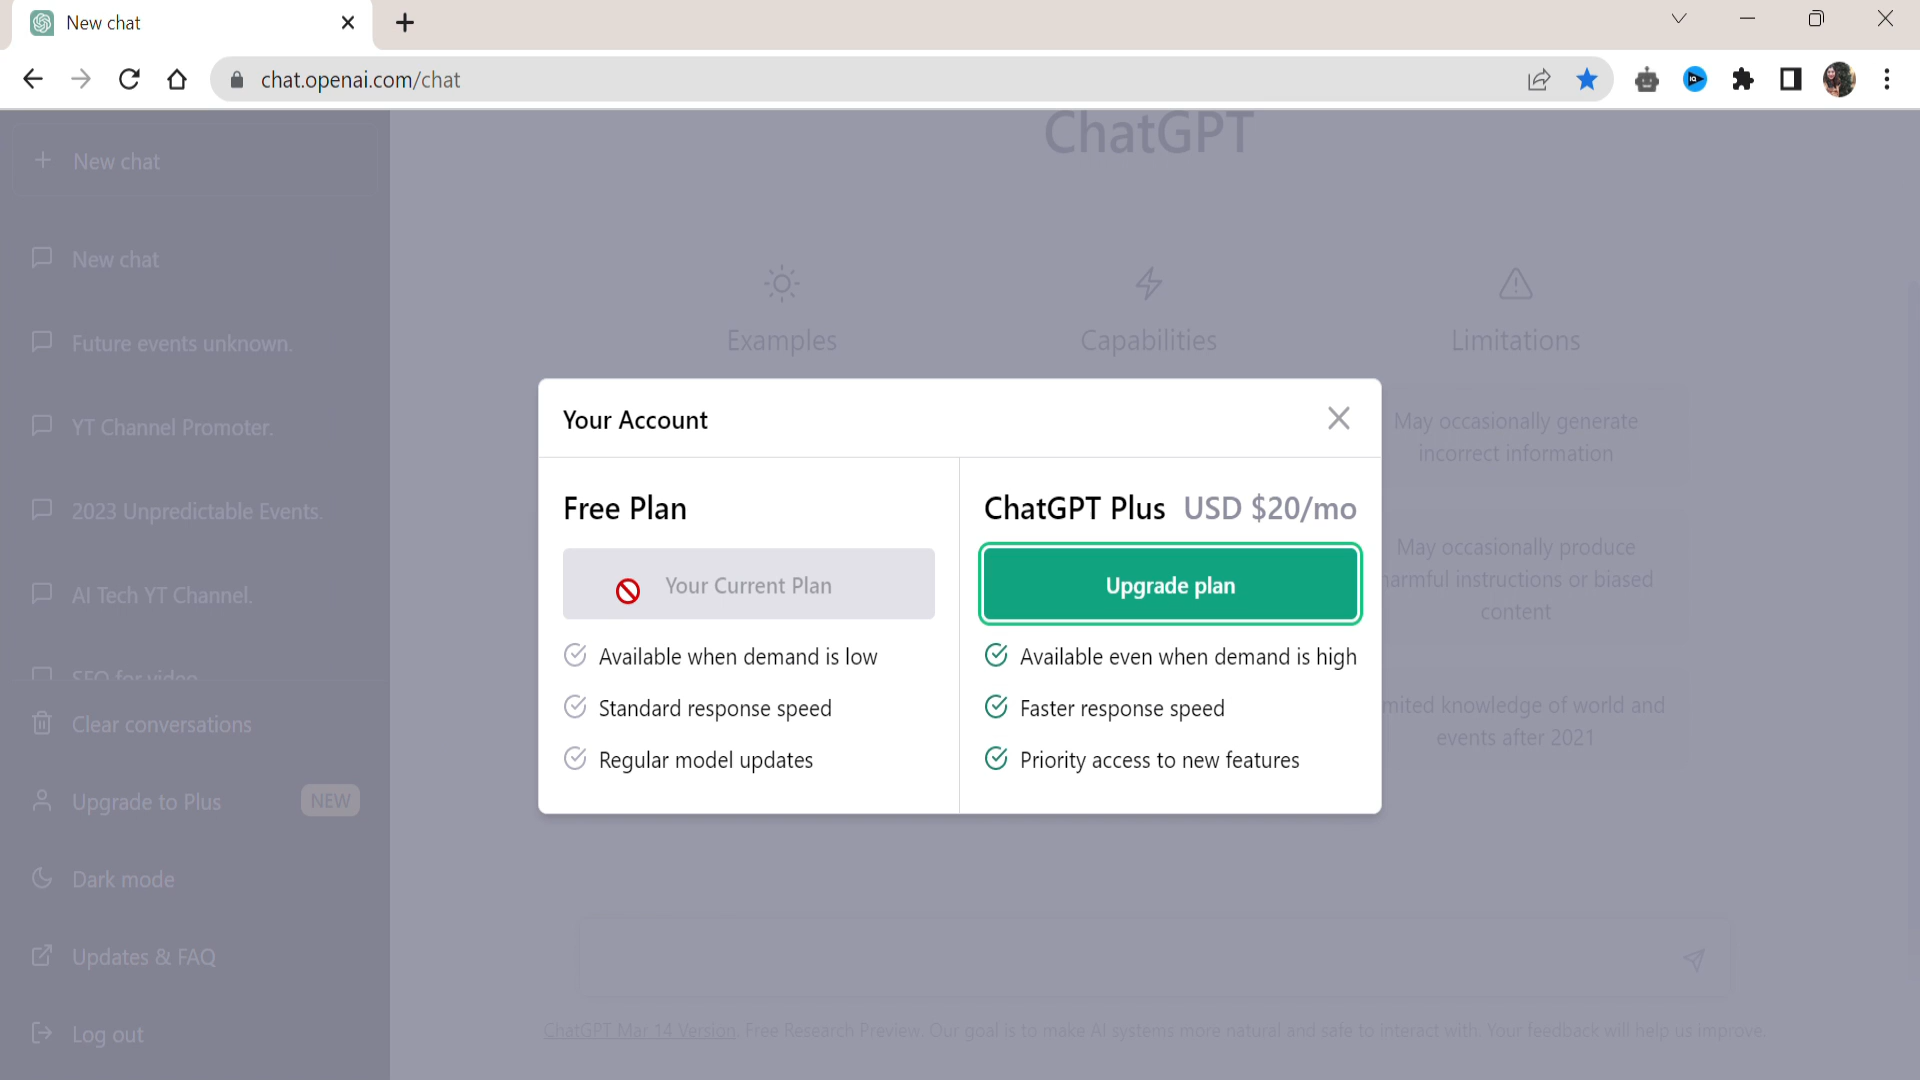 New chat
chat.openai.com/chat
New chat
New chat
Future events unknown.
YT Channel Promoter.
2023 Unpredictable Events.
AI Tech YT Channel.
SEO for video
Clear conversations
Upgrade to Plus NEW
Dark mode
Updates & FAQ
Log out
ChatGPT
Examples Capabilities Limitations
May occasionally generate
incorrect information
May occasionally produce
harmful instructions or biased
content
knowledge of world and
events after 2021
Your Account
Free Plan
Your Current Plan
Available when demand is low
Standard response speed
Regular model updates
ChatGPT Plus USD $20/mo
Upgrade plan
Available even when demand is high
Faster response speed
Priority access to new features
ChatGPT Mar 14 Version. Free Research Preview. Our goal is to make AI systems more natural and safe to interact with. Your feedback will help us improve.